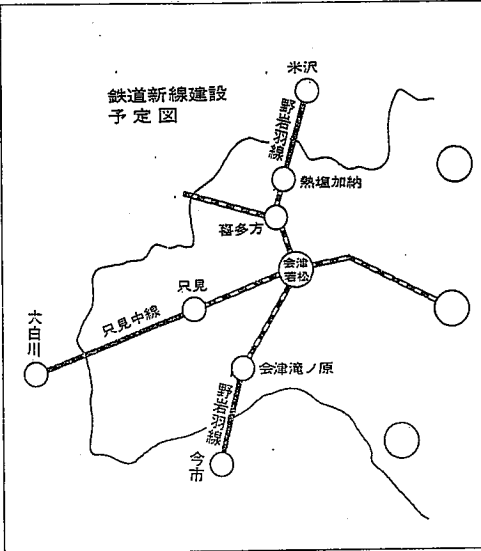 鉄道新線建設
予定図
米沢
野岩羽線
熱塩加納
喜多方
会津
若松
只見
只見中線
大白川
会津滝ノ原
野岩羽線
今市